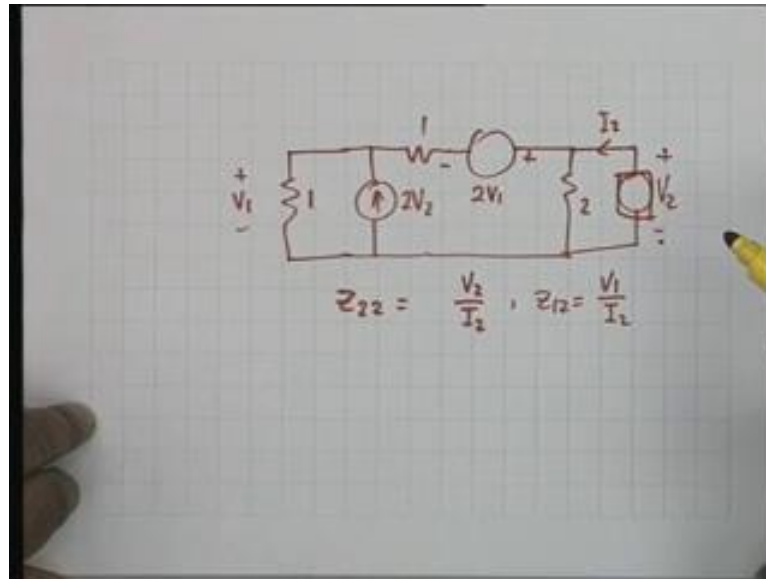 1 I₂
+ - + +
V₁ 1 2V₂ 2V₁ 2 V₂
- -
Z₂₂ = V₂/I₂ , Z₁₂ = V₁/I₂